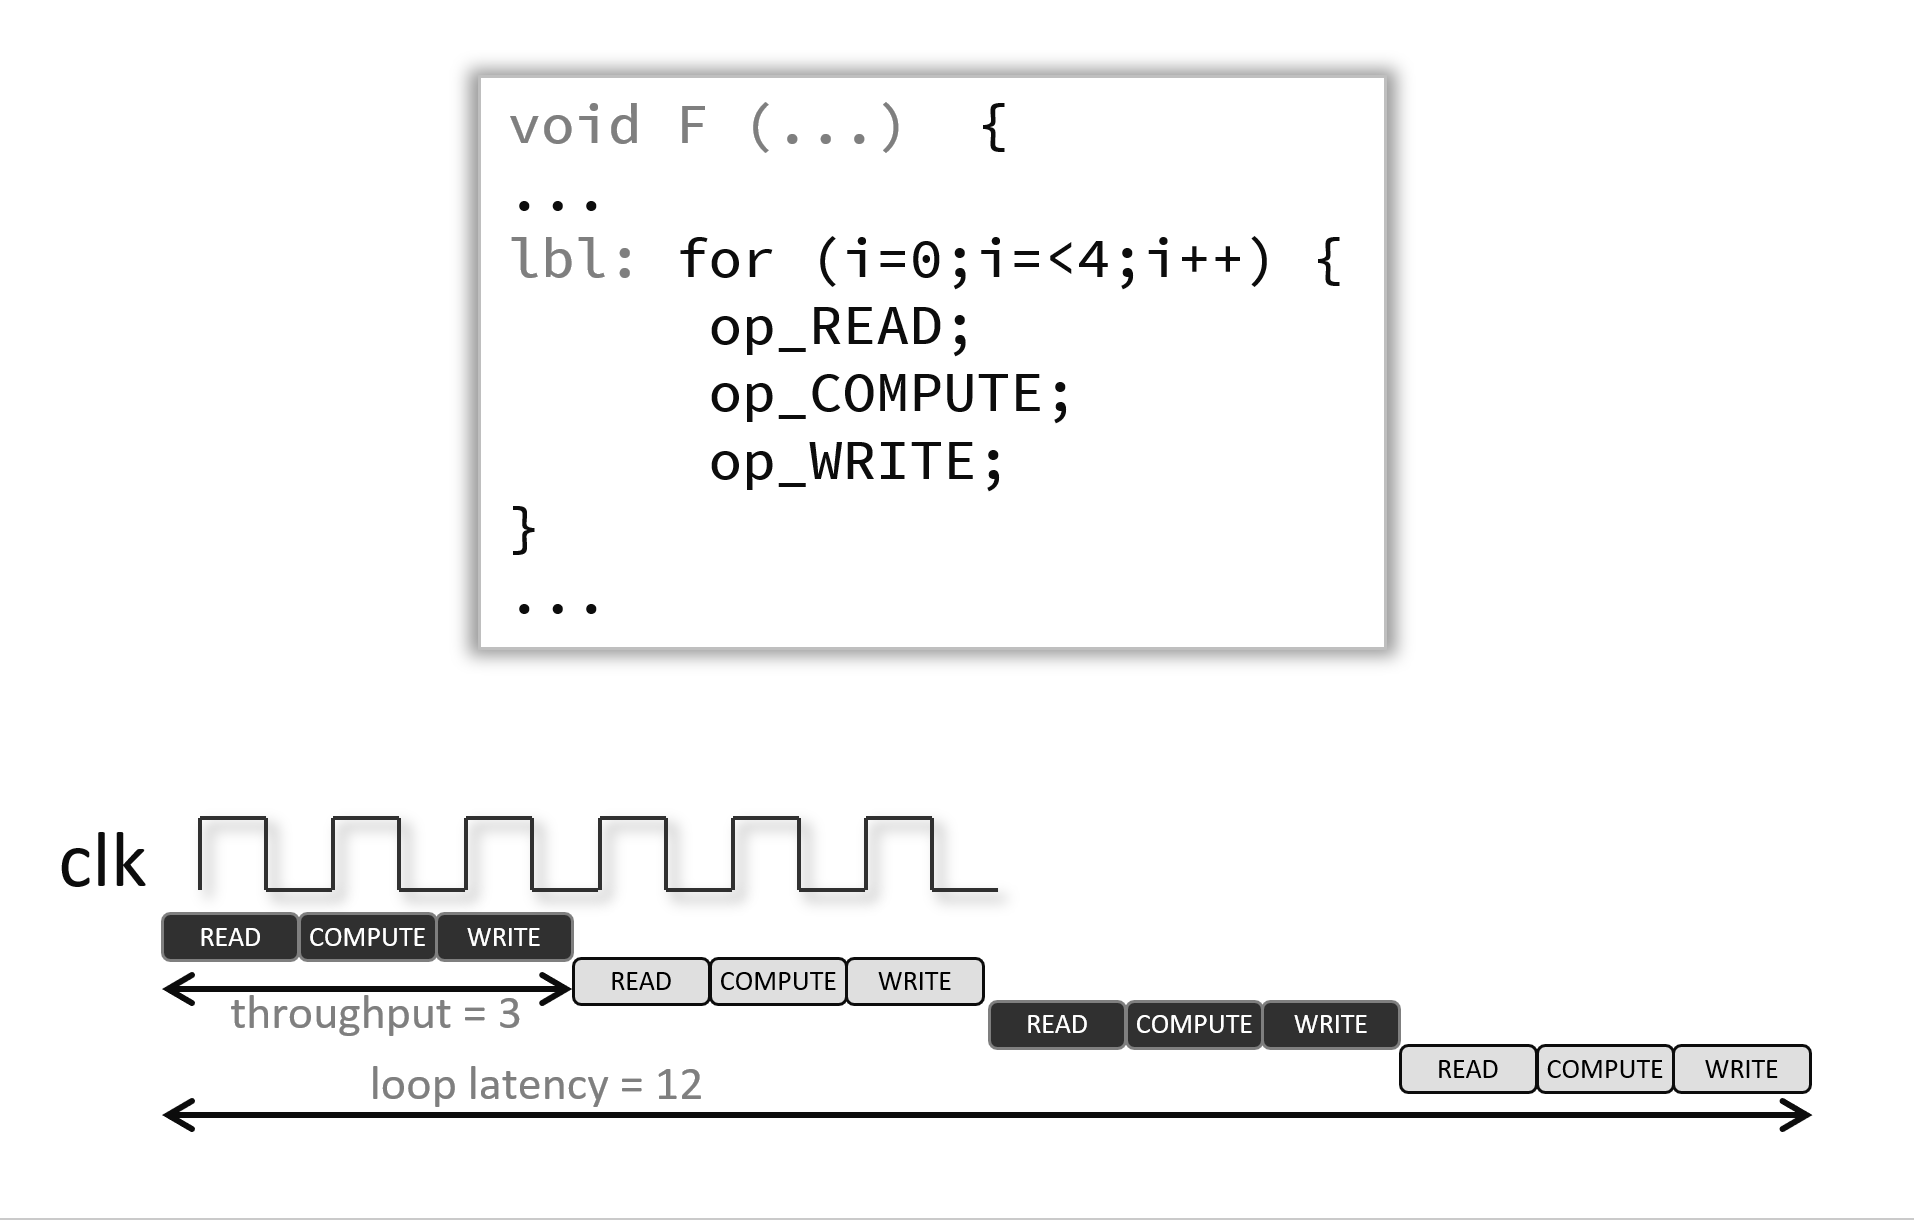 void F (...)  {
...
lbl: for (i=0;i=<4;i++) {
op_READ;
op_COMPUTE;
op_WRITE;
}
...
clk
READ COMPUTE WRITE
READ COMPUTE WRITE
throughput = 3
READ COMPUTE WRITE
READ COMPUTE WRITE
loop latency = 12